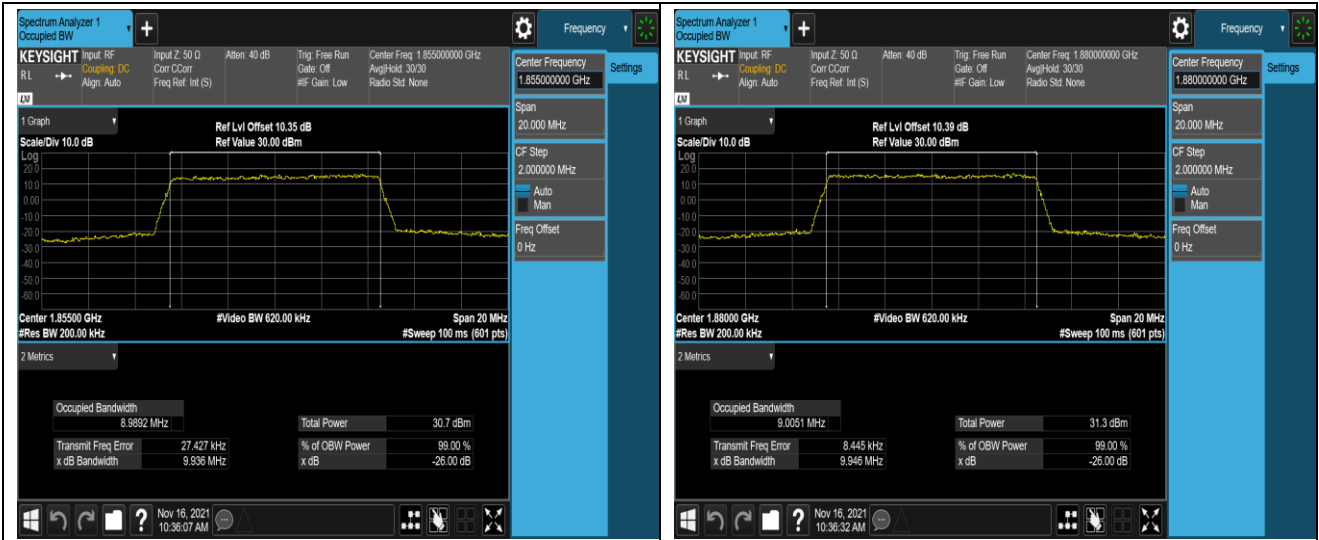 Spectrum Analyzer 1
Occupied BW
+
Frequency
KEYSIGHT
RL
LXI
Input: RF
Coupling: DC
Align: Auto
Input Z: 50 Ω
Corr CCorr
Freq Ref: Int (S)
Atten: 40 dB
Trig: Free Run
Gate: Off
#IF Gain: Low
Center Freq: 1.855000000 GHz
Avg|Hold: 30/30
Radio Std: None
Center Frequency
1.855000000 GHz
Settings
Span
20.000 MHz
CF Step
2.000000 MHz
Auto
Man
Freq Offset
0 Hz
1 Graph
Scale/Div 10.0 dB
Ref Lvl Offset 10.35 dB
Ref Value 30.00 dBm
Log
20.0
10.0
0.00
-10.0
-20.0
-30.0
-40.0
-50.0
-60.0
Center 1.85500 GHz
#Res BW 200.00 kHz
#Video BW 620.00 kHz
Span 20 MHz
#Sweep 100 ms (601 pts)
2 Metrics
Occupied Bandwidth
8.9892 MHz
Total Power 30.7 dBm
Transmit Freq Error 27.427 kHz
% of OBW Power 99.00 %
x dB Bandwidth 9.936 MHz
x dB -26.00 dB
?
Nov 16, 2021
10:36:07 AM
Spectrum Analyzer 1
Occupied BW
+
Frequency
KEYSIGHT
RL
LXI
Input: RF
Coupling: DC
Align: Auto
Input Z: 50 Ω
Corr CCorr
Freq Ref: Int (S)
Atten: 40 dB
Trig: Free Run
Gate: Off
#IF Gain: Low
Center Freq: 1.880000000 GHz
Avg|Hold: 30/30
Radio Std: None
Center Frequency
1.880000000 GHz
Settings
Span
20.000 MHz
CF Step
2.000000 MHz
Auto
Man
Freq Offset
0 Hz
1 Graph
Scale/Div 10.0 dB
Ref Lvl Offset 10.39 dB
Ref Value 30.00 dBm
Log
20.0
10.0
0.00
-10.0
-20.0
-30.0
-40.0
-50.0
-60.0
Center 1.88000 GHz
#Res BW 200.00 kHz
#Video BW 620.00 kHz
Span 20 MHz
#Sweep 100 ms (601 pts)
2 Metrics
Occupied Bandwidth
9.0051 MHz
Total Power 31.3 dBm
Transmit Freq Error 8.445 kHz
% of OBW Power 99.00 %
x dB Bandwidth 9.946 MHz
x dB -26.00 dB
?
Nov 16, 2021
10:36:32 AM